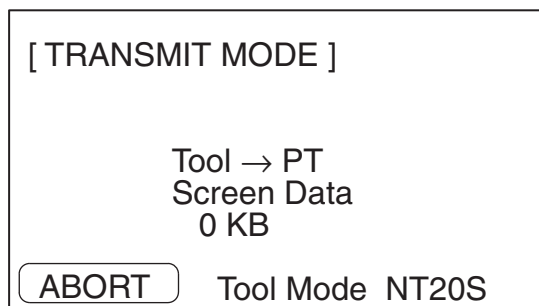 [ TRANSMIT MODE ]
Tool → PT
Screen Data
0 KB
ABORT Tool Mode NT20S